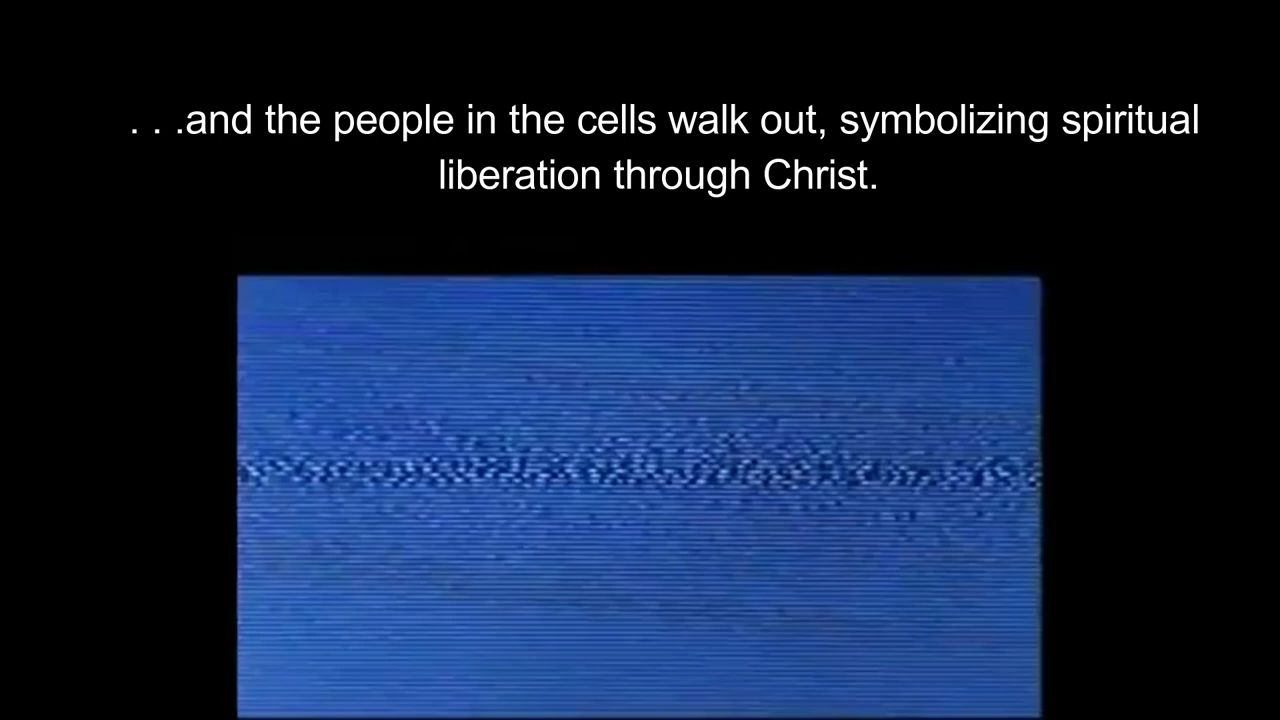 . . .and the people in the cells walk out, symbolizing spiritual
liberation through Christ.